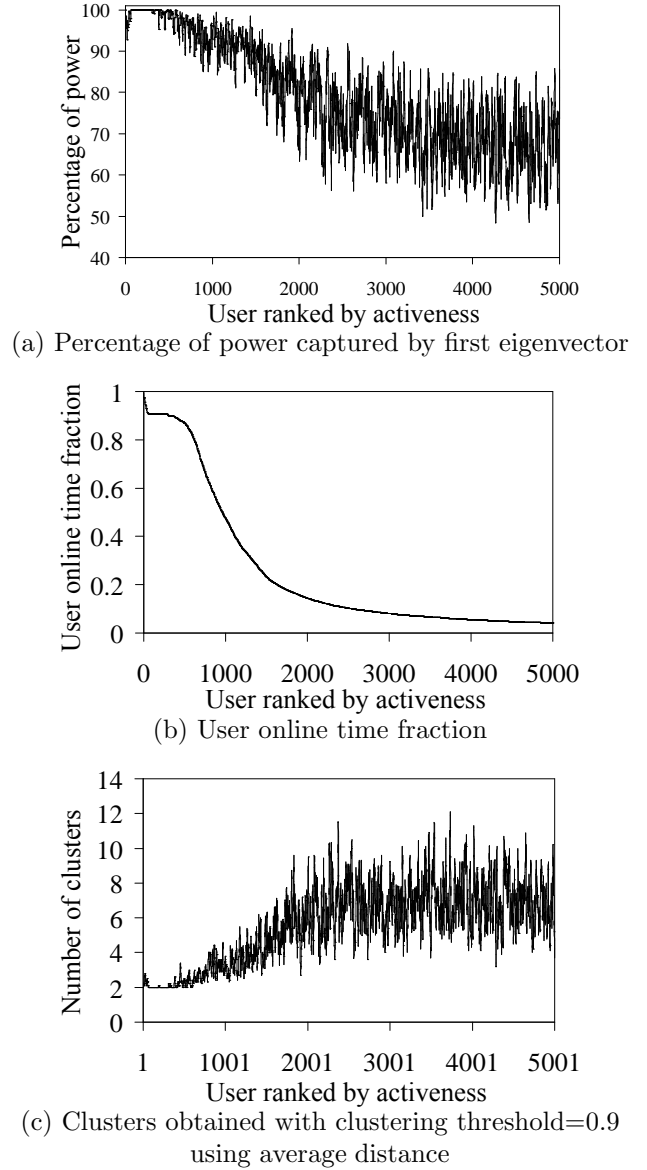 100
90
80
70
60
50
40
Percentage of power
0 1000 2000 3000 4000 5000
User ranked by activeness
(a) Percentage of power captured by first eigenvector
1
0.8
0.6
0.4
0.2
0
User online time fraction
0 1000 2000 3000 4000 5000
User ranked by activeness
(b) User online time fraction
14
12
10
8
6
4
2
0
Number of clusters
1 1001 2001 3001 4001 5001
User ranked by activeness
(c) Clusters obtained with clustering threshold=0.9
using average distance